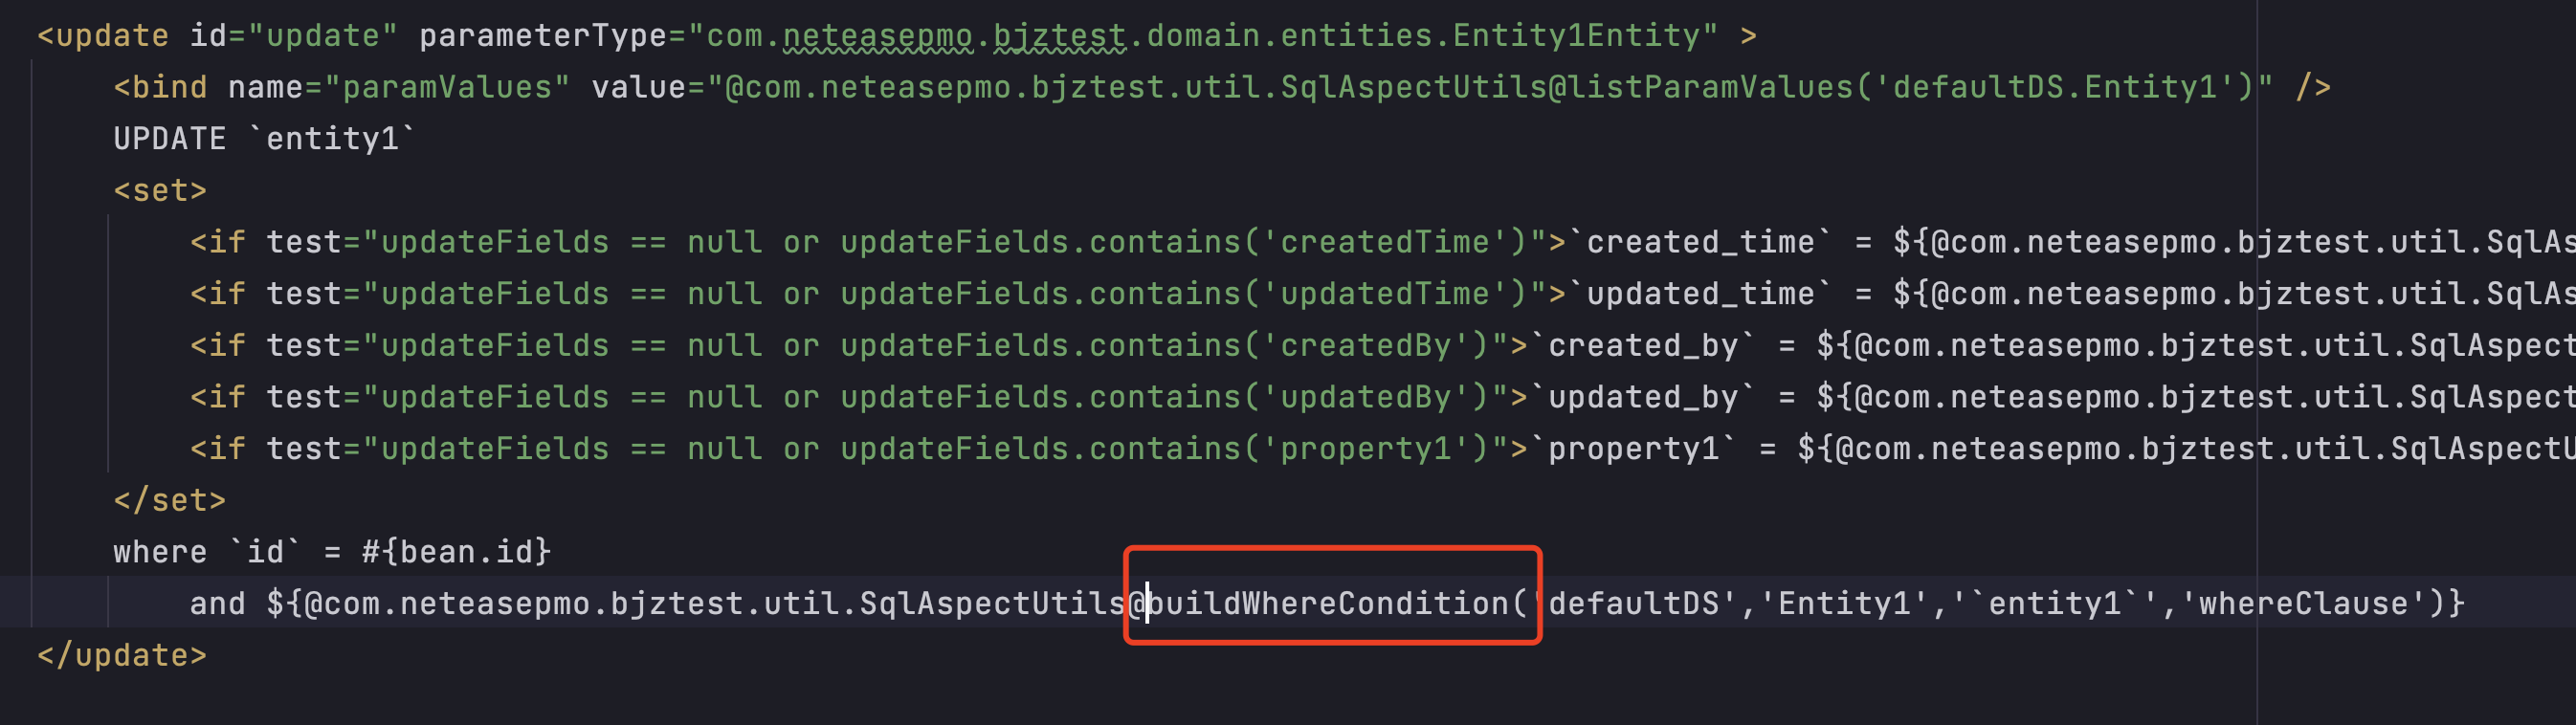 <update id="update" parameterType="com.neteasepmo.bjztest.domain.entities.Entity1Entity" >
<bind name="paramValues" value="@com.neteasepmo.bjztest.util.SqlAspectUtils@listParamValues('defaultDS.Entity1')" />
UPDATE `entity1`
<set>
<if test="updateFields == null or updateFields.contains('createdTime')">`created_time` = ${@com.neteasepmo.bjztest.util.SqlAs
<if test="updateFields == null or updateFields.contains('updatedTime')">`updated_time` = ${@com.neteasepmo.bjztest.util.SqlAs
<if test="updateFields == null or updateFields.contains('createdBy')">`created_by` = ${@com.neteasepmo.bjztest.util.SqlAspect
<if test="updateFields == null or updateFields.contains('updatedBy')">`updated_by` = ${@com.neteasepmo.bjztest.util.SqlAspect
<if test="updateFields == null or updateFields.contains('property1')">`property1` = ${@com.neteasepmo.bjztest.util.SqlAspectU
</set>
where `id` = #{bean.id}
and ${@com.neteasepmo.bjztest.util.SqlAspectUtils@buildWhereCondition('defaultDS','Entity1','`entity1`','whereClause')}
</update>